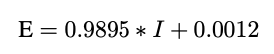 E = 0.9895 * I + 0.0012